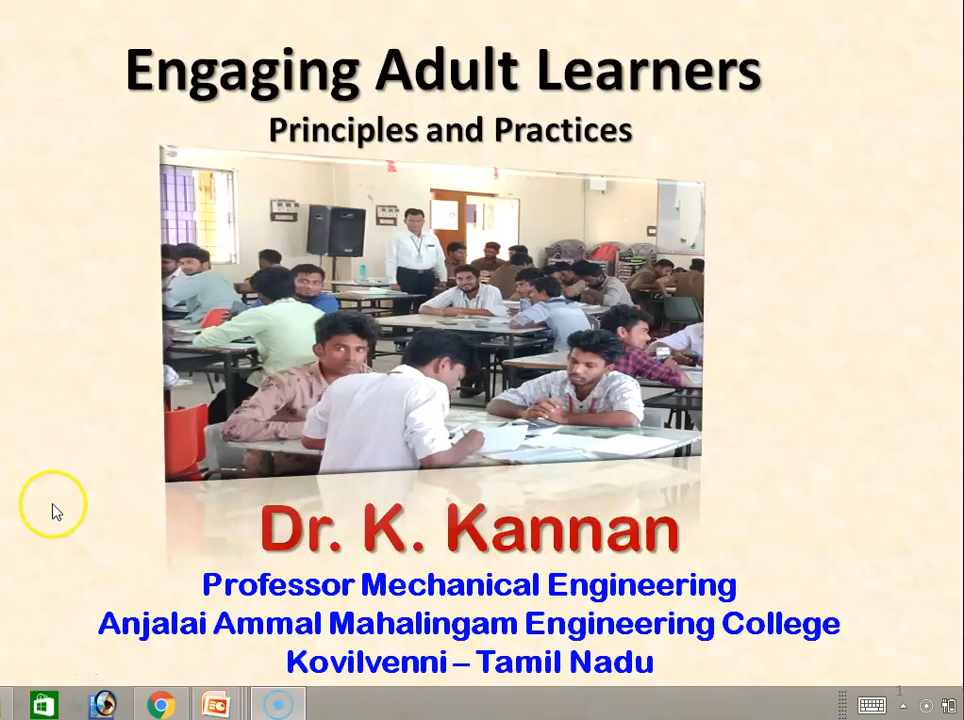 Engaging Adult Learners
Principles and Practices
Dr. K. Kannan
Professor Mechanical Engineering
Anjalai Ammal Mahalingam Engineering College
Kovilvenni – Tamil Nadu
1